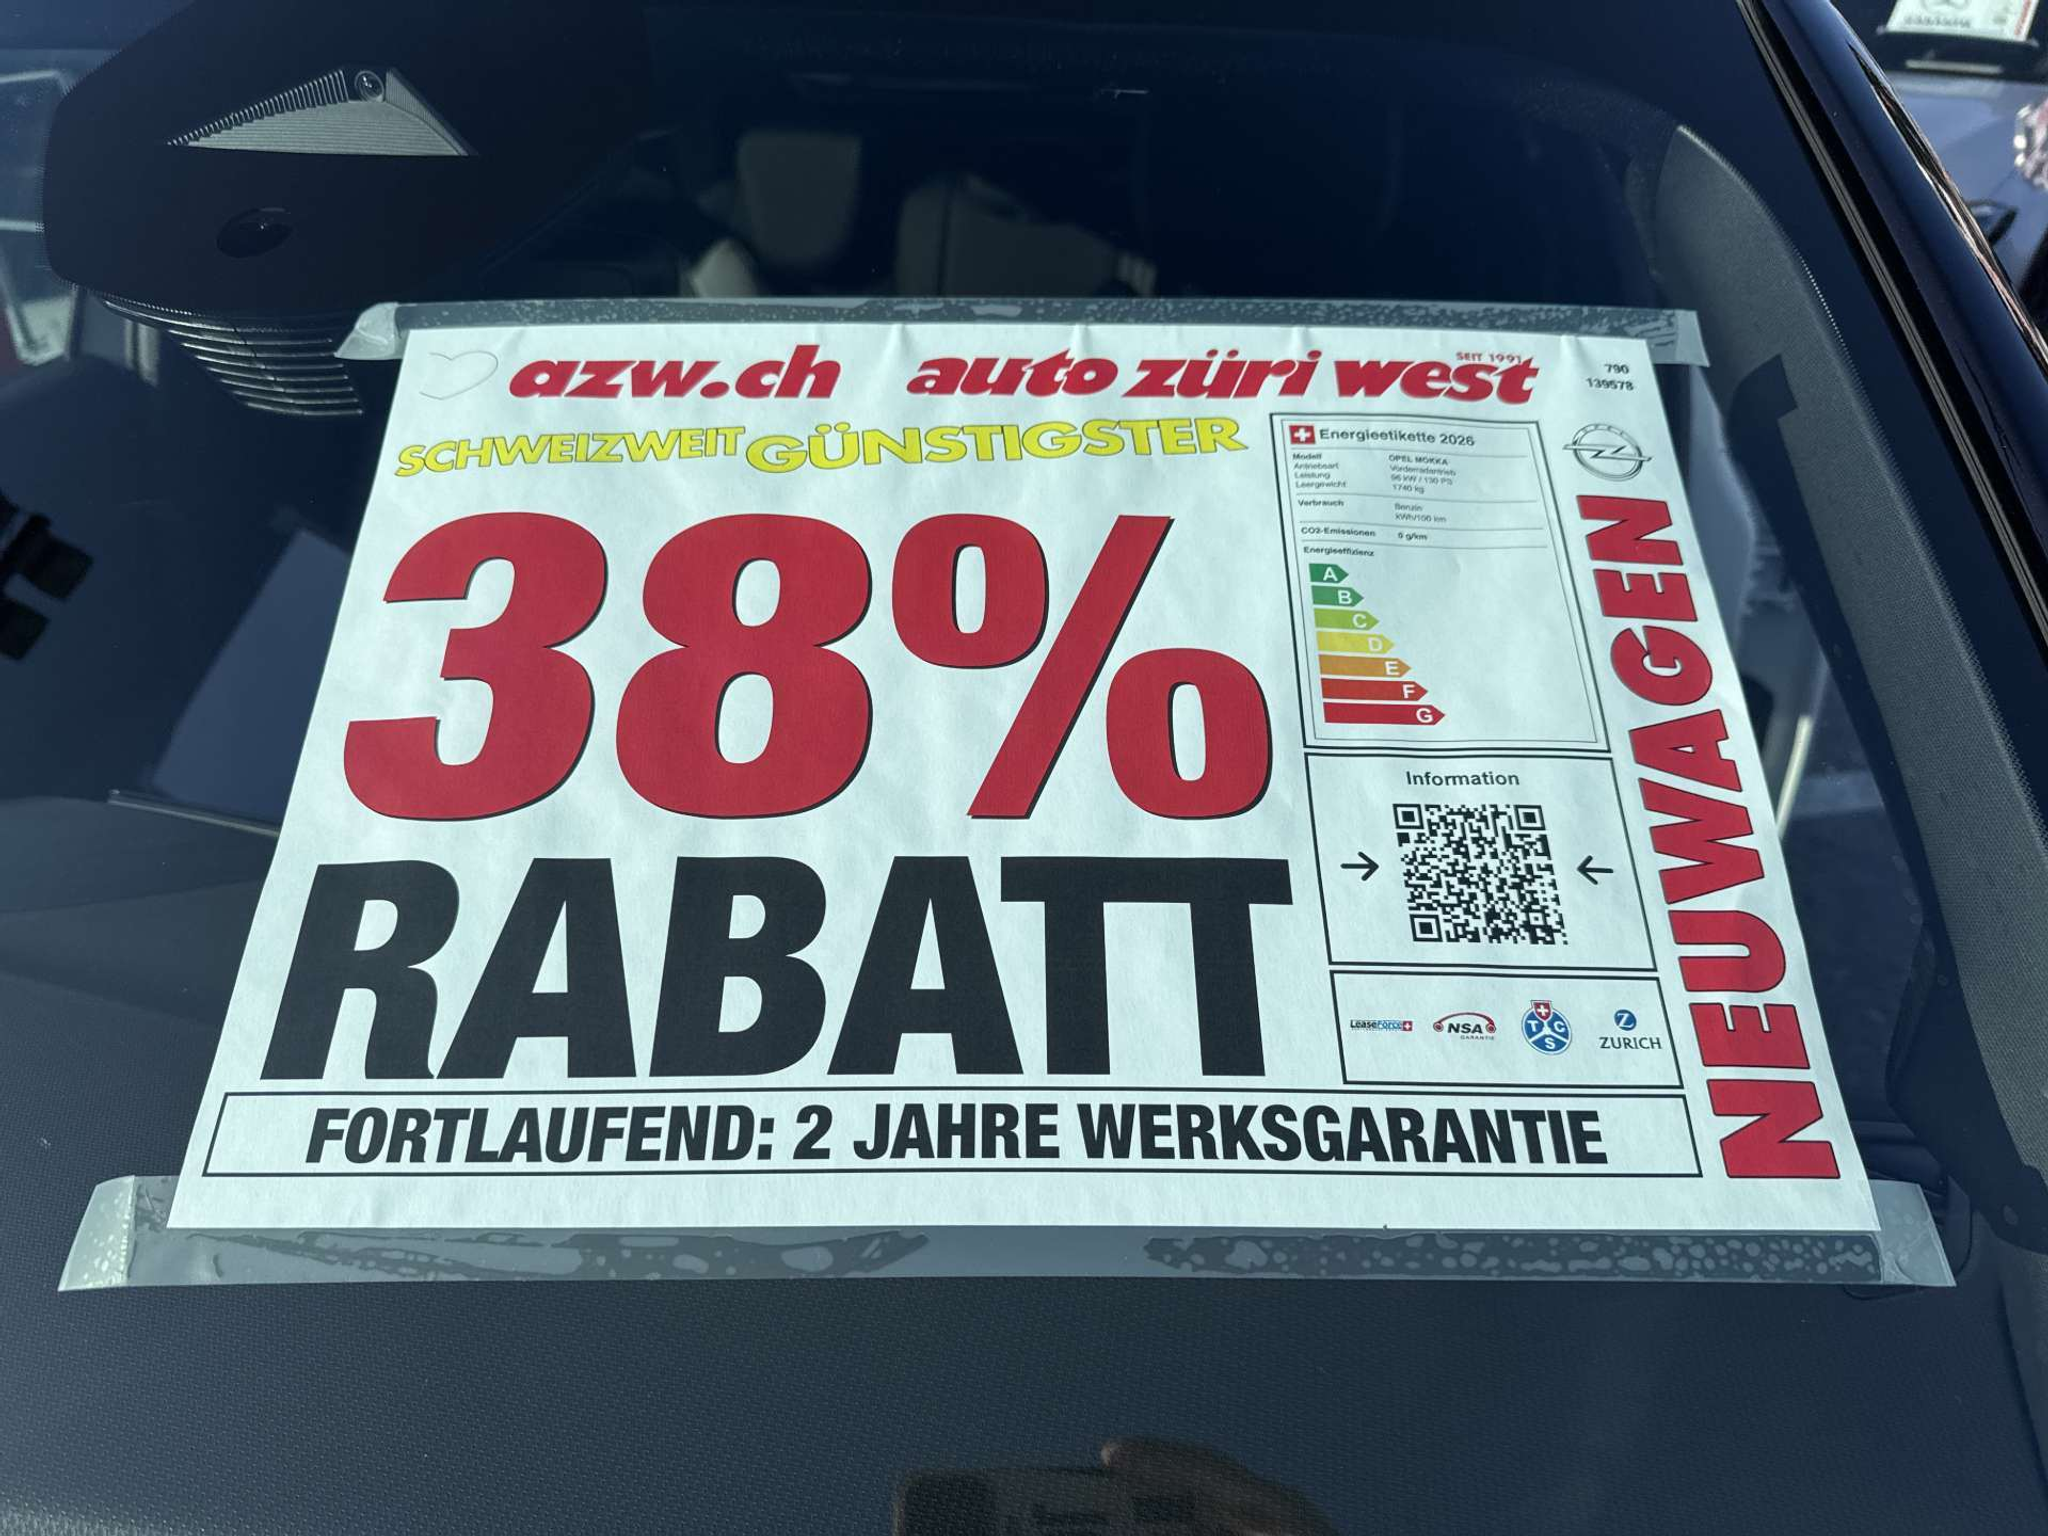 azw.ch auto züri west
SEIT 1991
790
139578
SCHWEIZWEIT GÜNSTIGSTER
38%
RABATT
FORTLAUFEND: 2 JAHRE WERKSGARANTIE
Energieetikette 2026
Modell OPEL MOKKA
Antriebsart Vorderradantrieb
Leistung 96 kW / 130 PS
Leergewicht 1740 kg
Verbrauch Benzin
kWh/100 km
CO2-Emissionen 0 g/km
Energieeffizienz
A
B
C
D
E
F
G
Information
→ ←
LeaseForce
NSA
GARANTIE
TCS
Z
ZURICH
OPEL
NEUWAGEN